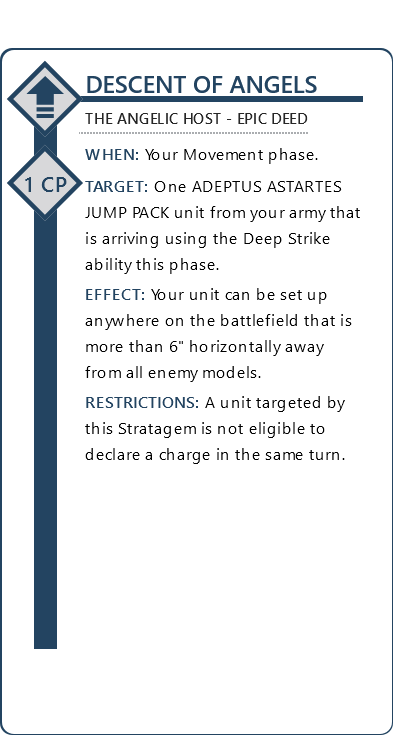 DESCENT OF ANGELS
THE ANGELIC HOST - EPIC DEED
WHEN: Your Movement phase.
1 CP
TARGET: One ADEPTUS ASTARTES
JUMP PACK unit from your army that
is arriving using the Deep Strike
ability this phase.
EFFECT: Your unit can be set up
anywhere on the battlefield that is
more than 6" horizontally away
from all enemy models.
RESTRICTIONS: A unit targeted by
this Stratagem is not eligible to
declare a charge in the same turn.